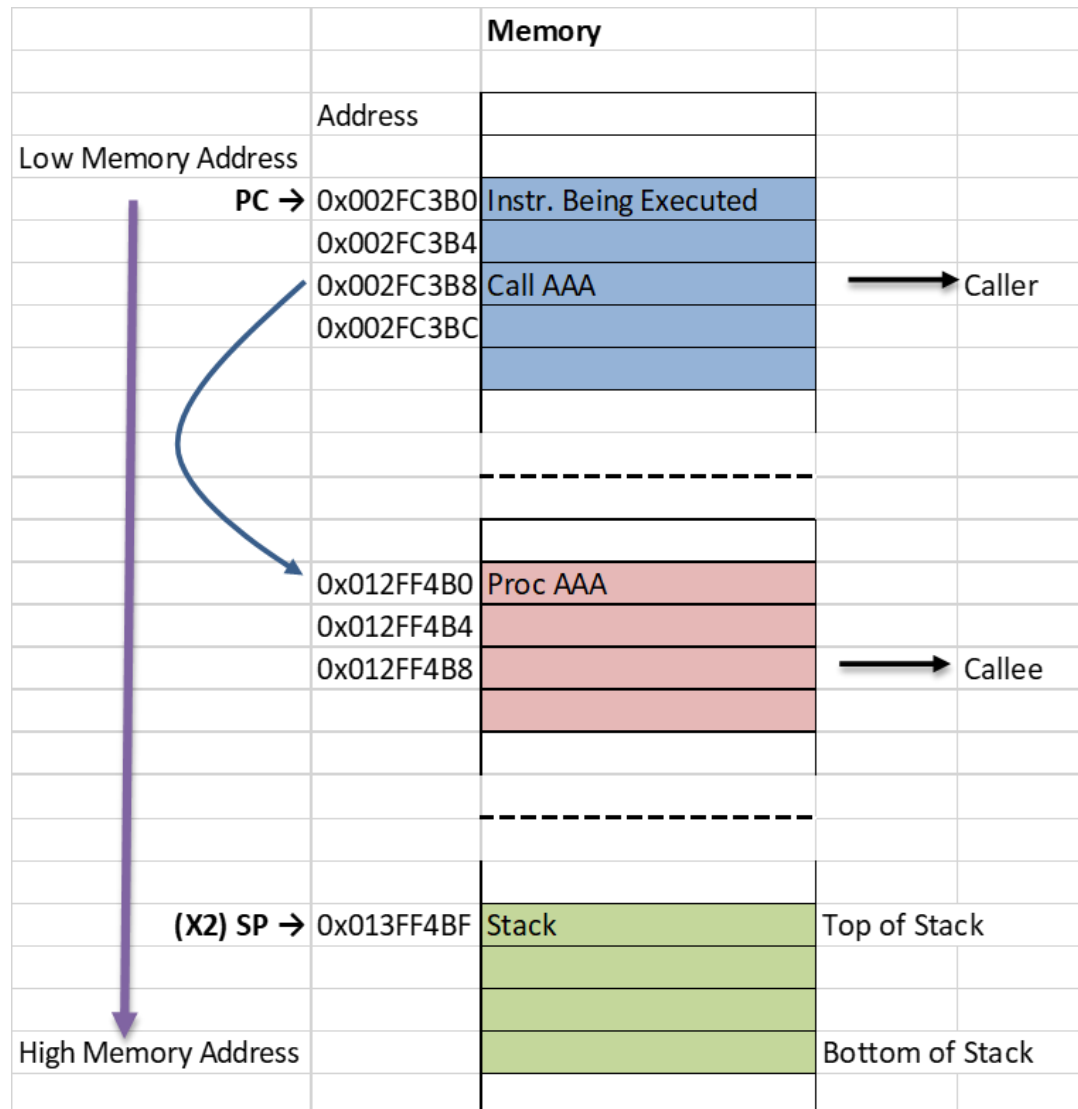 Memory
Address
Low Memory Address
PC → 0x002FC3B0 Instr. Being Executed
0x002FC3B4
0x002FC3B8 Call AAA Caller
0x002FC3BC
0x012FF4B0 Proc AAA
0x012FF4B4
0x012FF4B8 Callee
(X2) SP → 0x013FF4BF Stack Top of Stack
High Memory Address Bottom of Stack